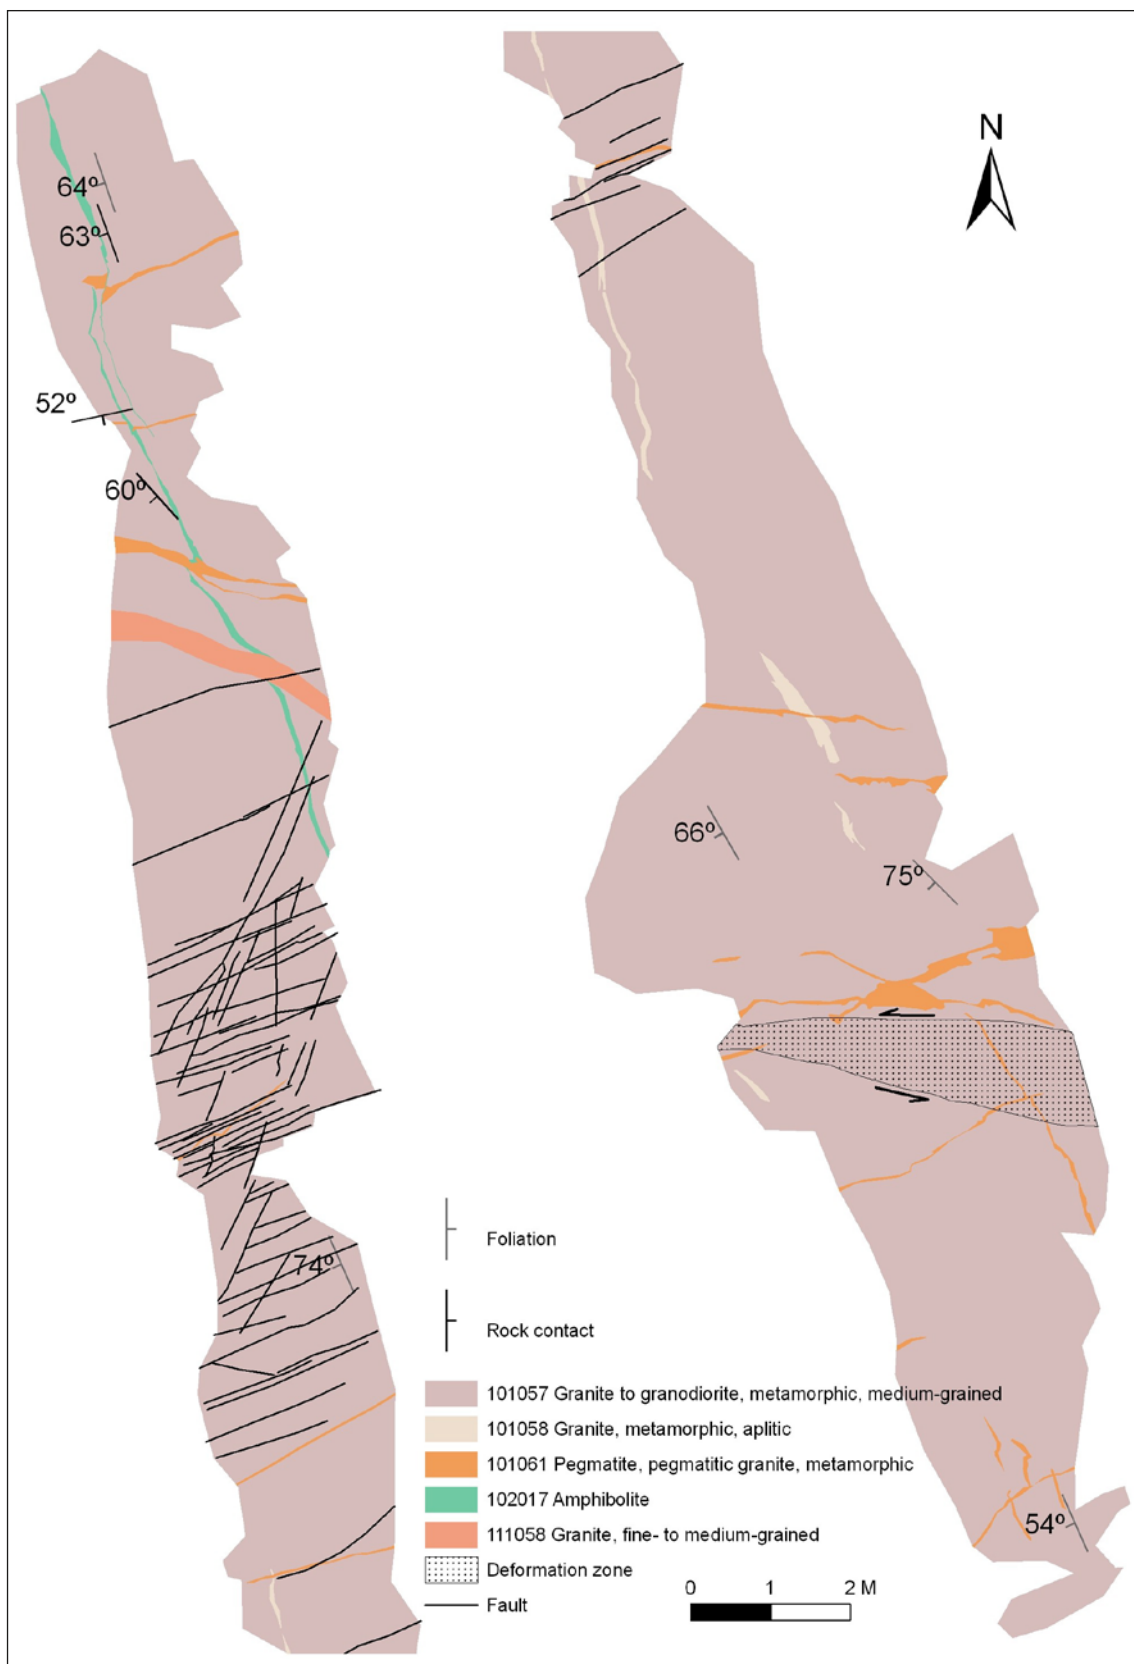 N
64º
63º
52º
60º
66º
75º
74º
Foliation
Rock contact
101057 Granite to granodiorite, metamorphic, medium-grained
101058 Granite, metamorphic, aplitic
101061 Pegmatite, pegmatitic granite, metamorphic
102017 Amphibolite
111058 Granite, fine- to medium-grained
54º
Deformation zone
0 1 2 M
Fault